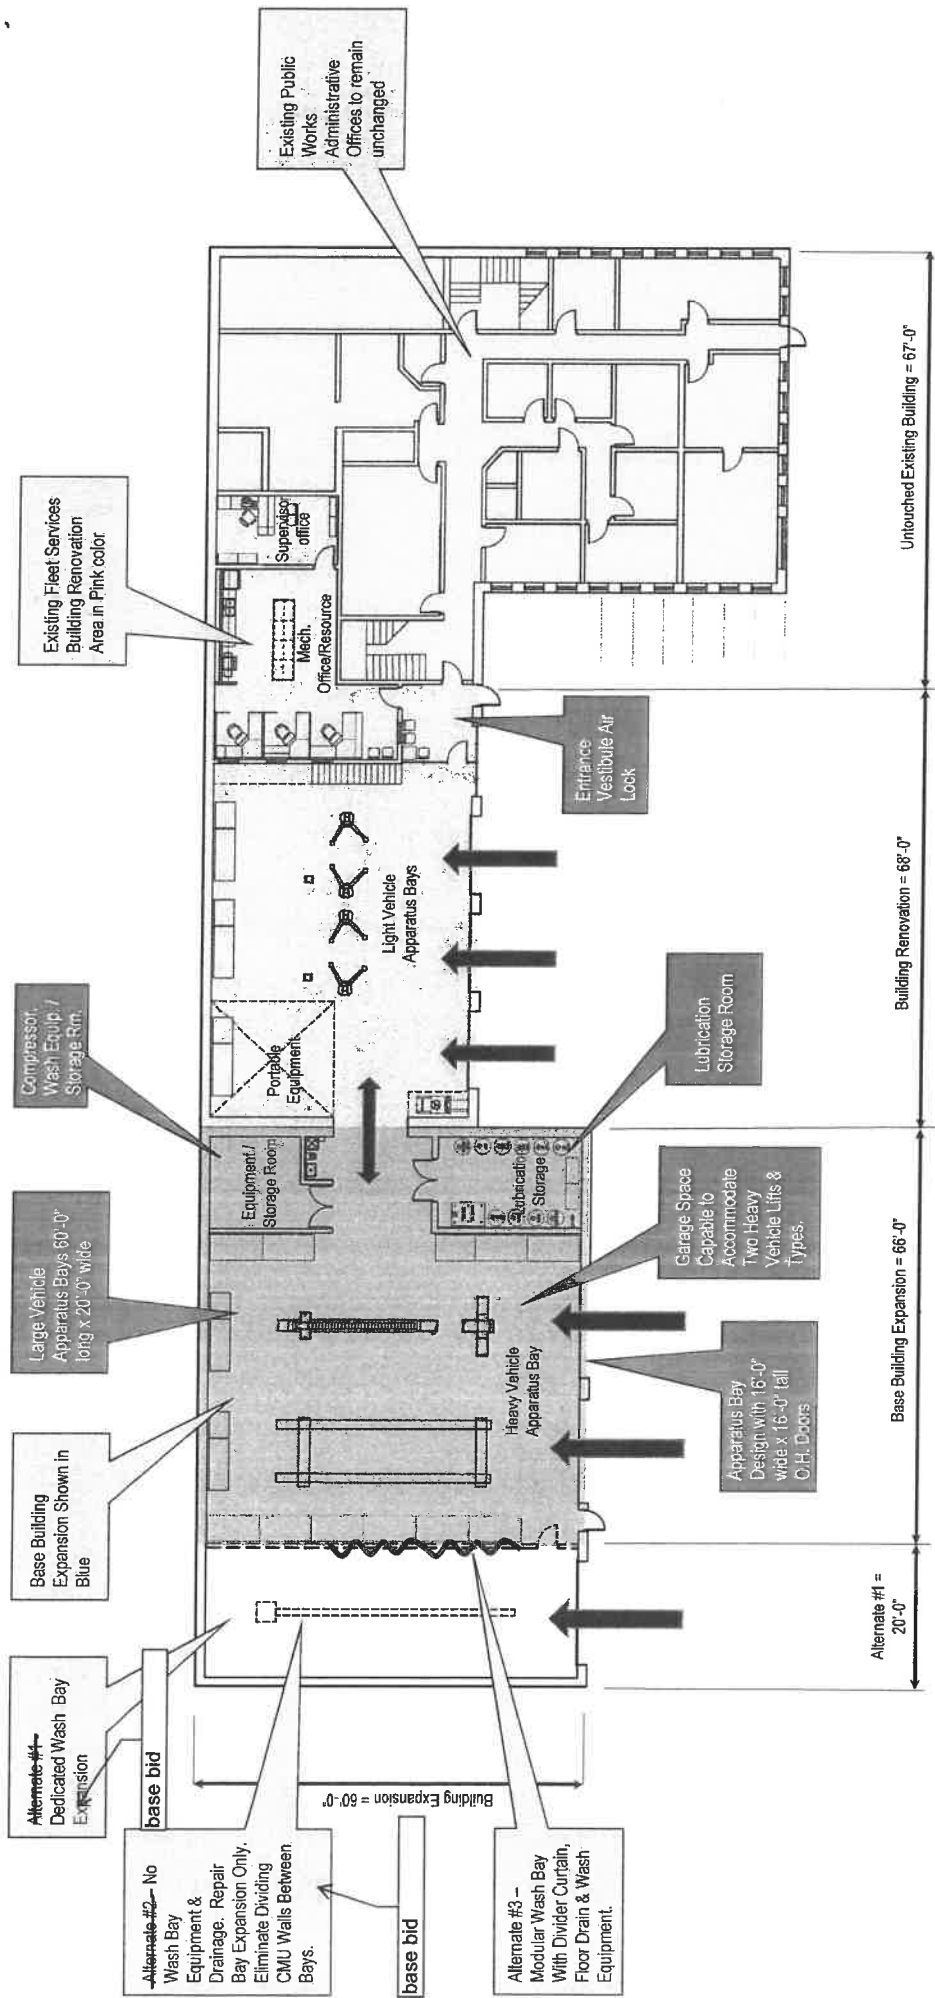 Alternate #1 –
Dedicated Wash Bay
Expansion
base bid
Alternate #2 – No
Wash Bay
Equipment &
Drainage. Repair
Bay Expansion Only.
Eliminate Dividing
CMU Walls Between
Bays.
base bid
Alternate #3 –
Modular Wash Bay
With Divider Curtain,
Floor Drain & Wash
Equipment.
Base Building
Expansion Shown in
Blue
Large Vehicle
Apparatus Bays 60'-0"
long x 20'-0" wide
Compressor,
Wash Equip./
Storage Rm.
Existing Fleet Services
Building Renovation
Area in Pink color
Existing Public
Works
Administrative
Offices to remain
unchanged
Building Expansion = 60'-0"
Heavy Vehicle
Apparatus Bay
Equipment/
Storage Room
Lubrication
Storage
Portable
Equipment
Light Vehicle
Apparatus Bays
Mech.
Office/Resource
Supervisor
office
Apparatus Bay
Design with 16'-0"
wide x 16'-0" tall
O.H. Doors
Garage Space
Capable to
Accommodate
Two Heavy
Vehicle Lifts &
Types.
Lubrication
Storage Room
Entrance
Vestibule Air
Lock
Alternate #1 =
20'-0"
Base Building Expansion = 66'-0"
Building Renovation = 68'-0"
Untouched Existing Building = 67'-0"